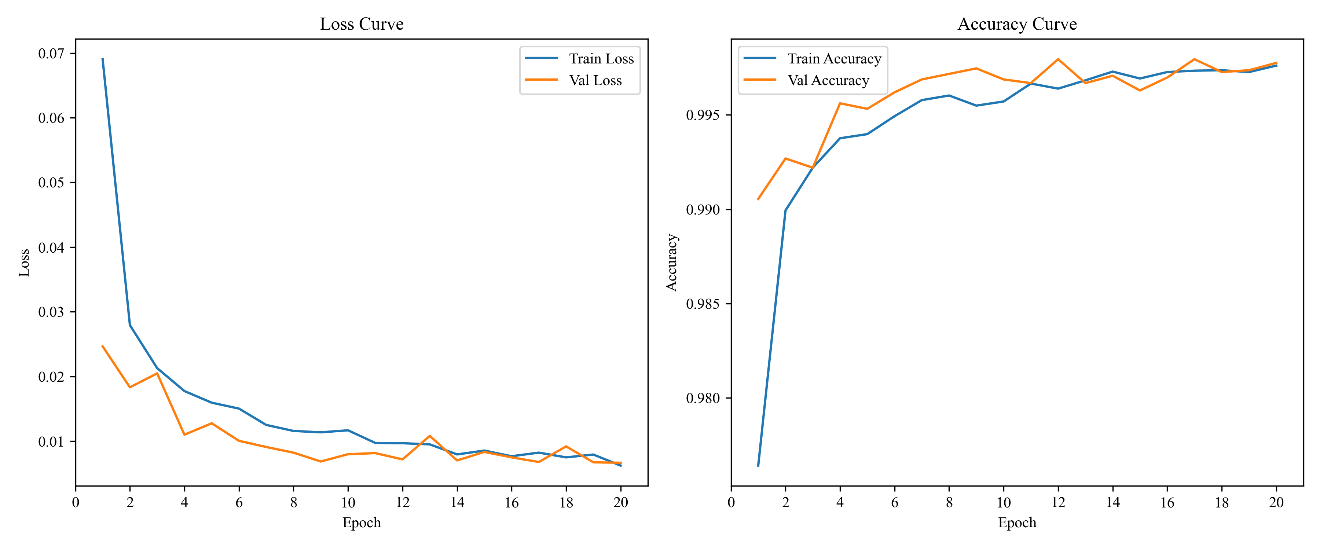 Loss Curve
Train Loss
Val Loss
0.07
0.06
0.05
0.04
0.03
0.02
0.01
Loss
0 2 4 6 8 10 12 14 16 18 20
Epoch
Accuracy Curve
Train Accuracy
Val Accuracy
0.995
0.990
0.985
0.980
Accuracy
0 2 4 6 8 10 12 14 16 18 20
Epoch